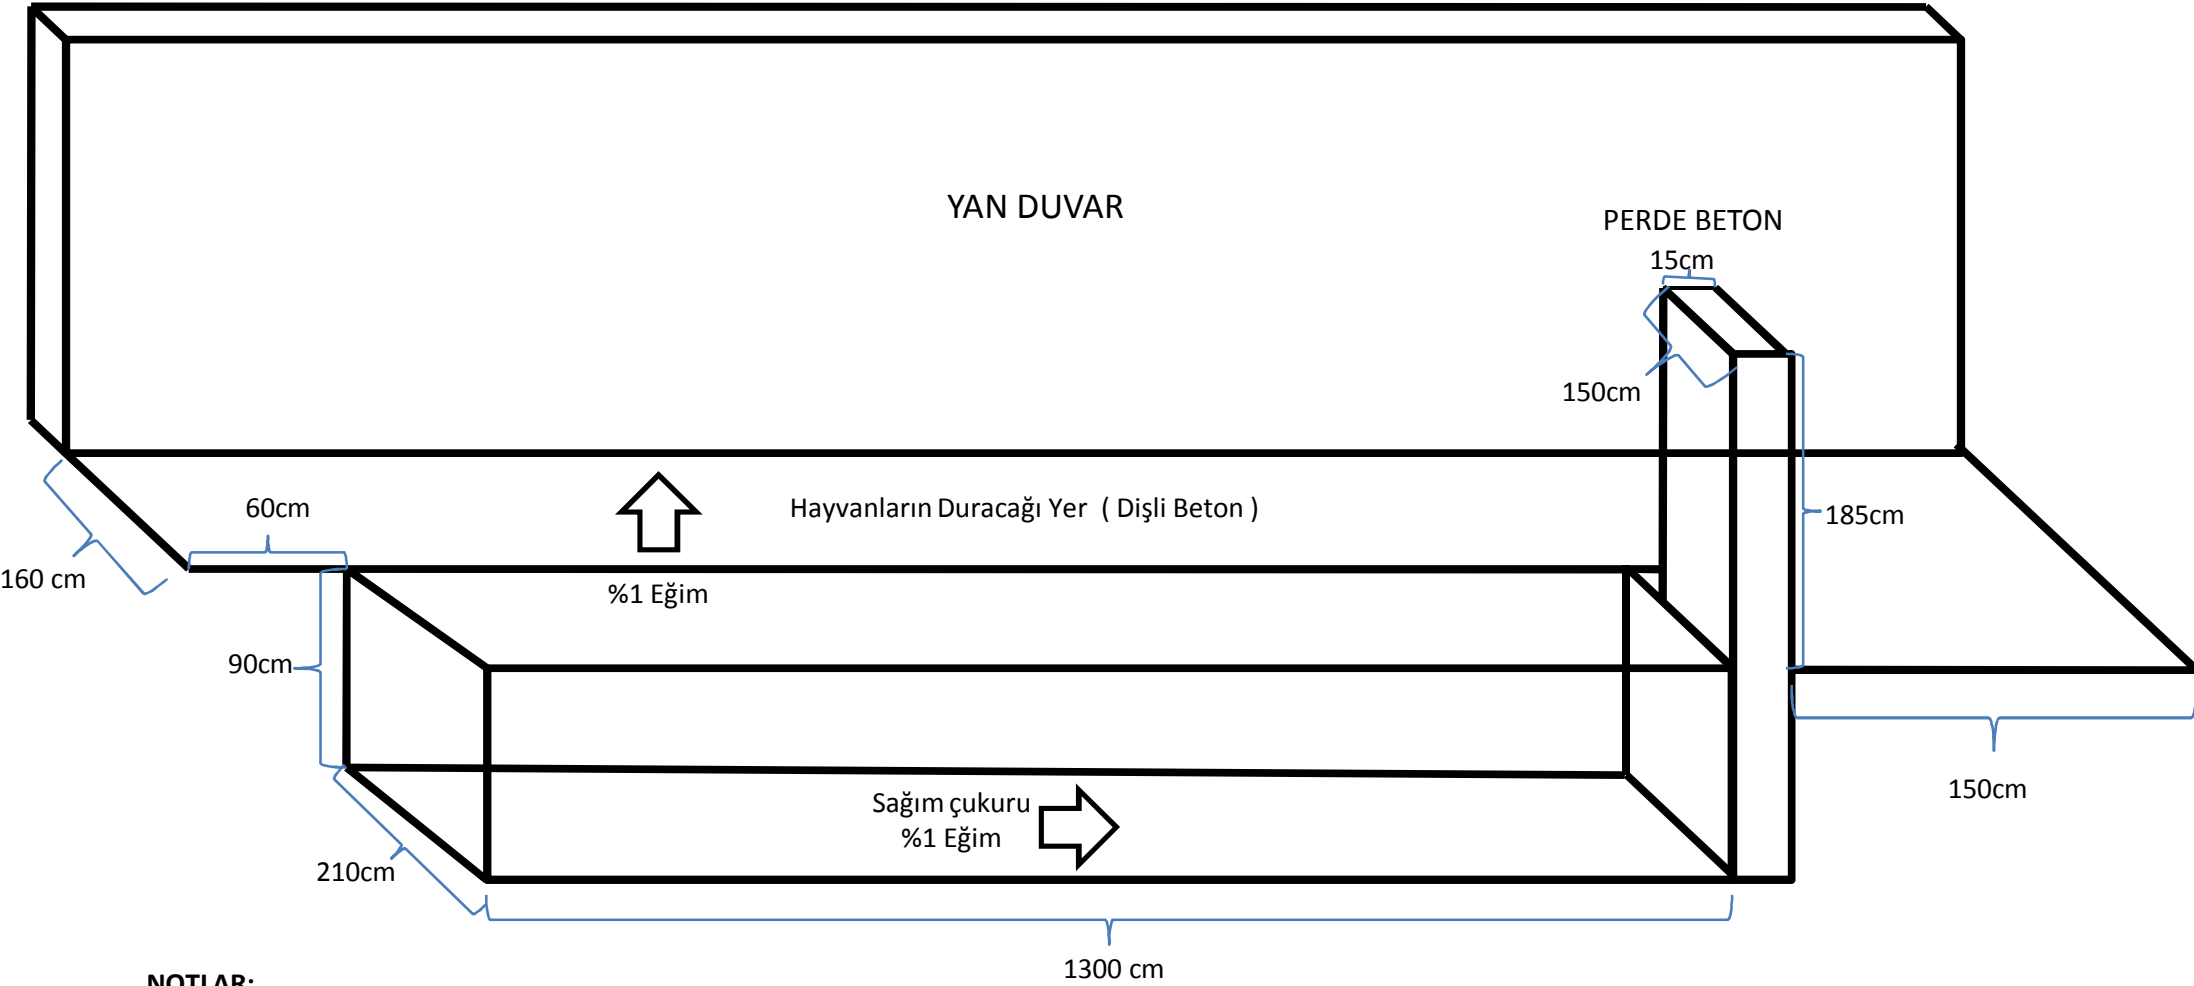 YAN DUVAR
PERDE BETON
15cm
150cm
60cm
Hayvanların Duracağı Yer ( Dişli Beton )
185cm
160 cm
%1 Eğim
90cm
150cm
Sağım çukuru
%1 Eğim
210cm
1300 cm
NOTLAR: